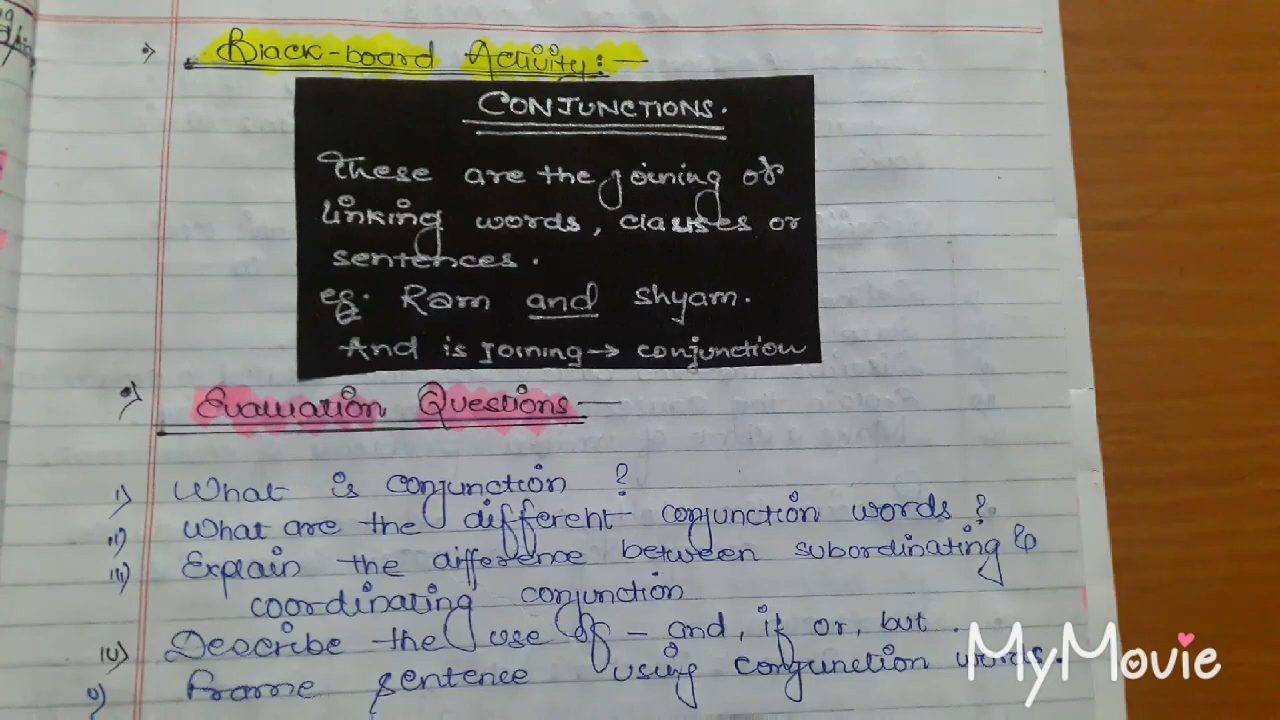 Black-board Activity:-
CONJUNCTIONS.
These are the joining of
linking words, clauses or
sentences.
eg. Ram and Shyam.
And is joining → conjunction
Evaluation Questions -
i) What is conjunction ?
ii) What are the different conjunction words ?
iii) Explain the difference between subordinating &
coordinating conjunction
iv) Describe the use of - and, if or, but.
v) Frame sentence using conjunction words.
MyMovie